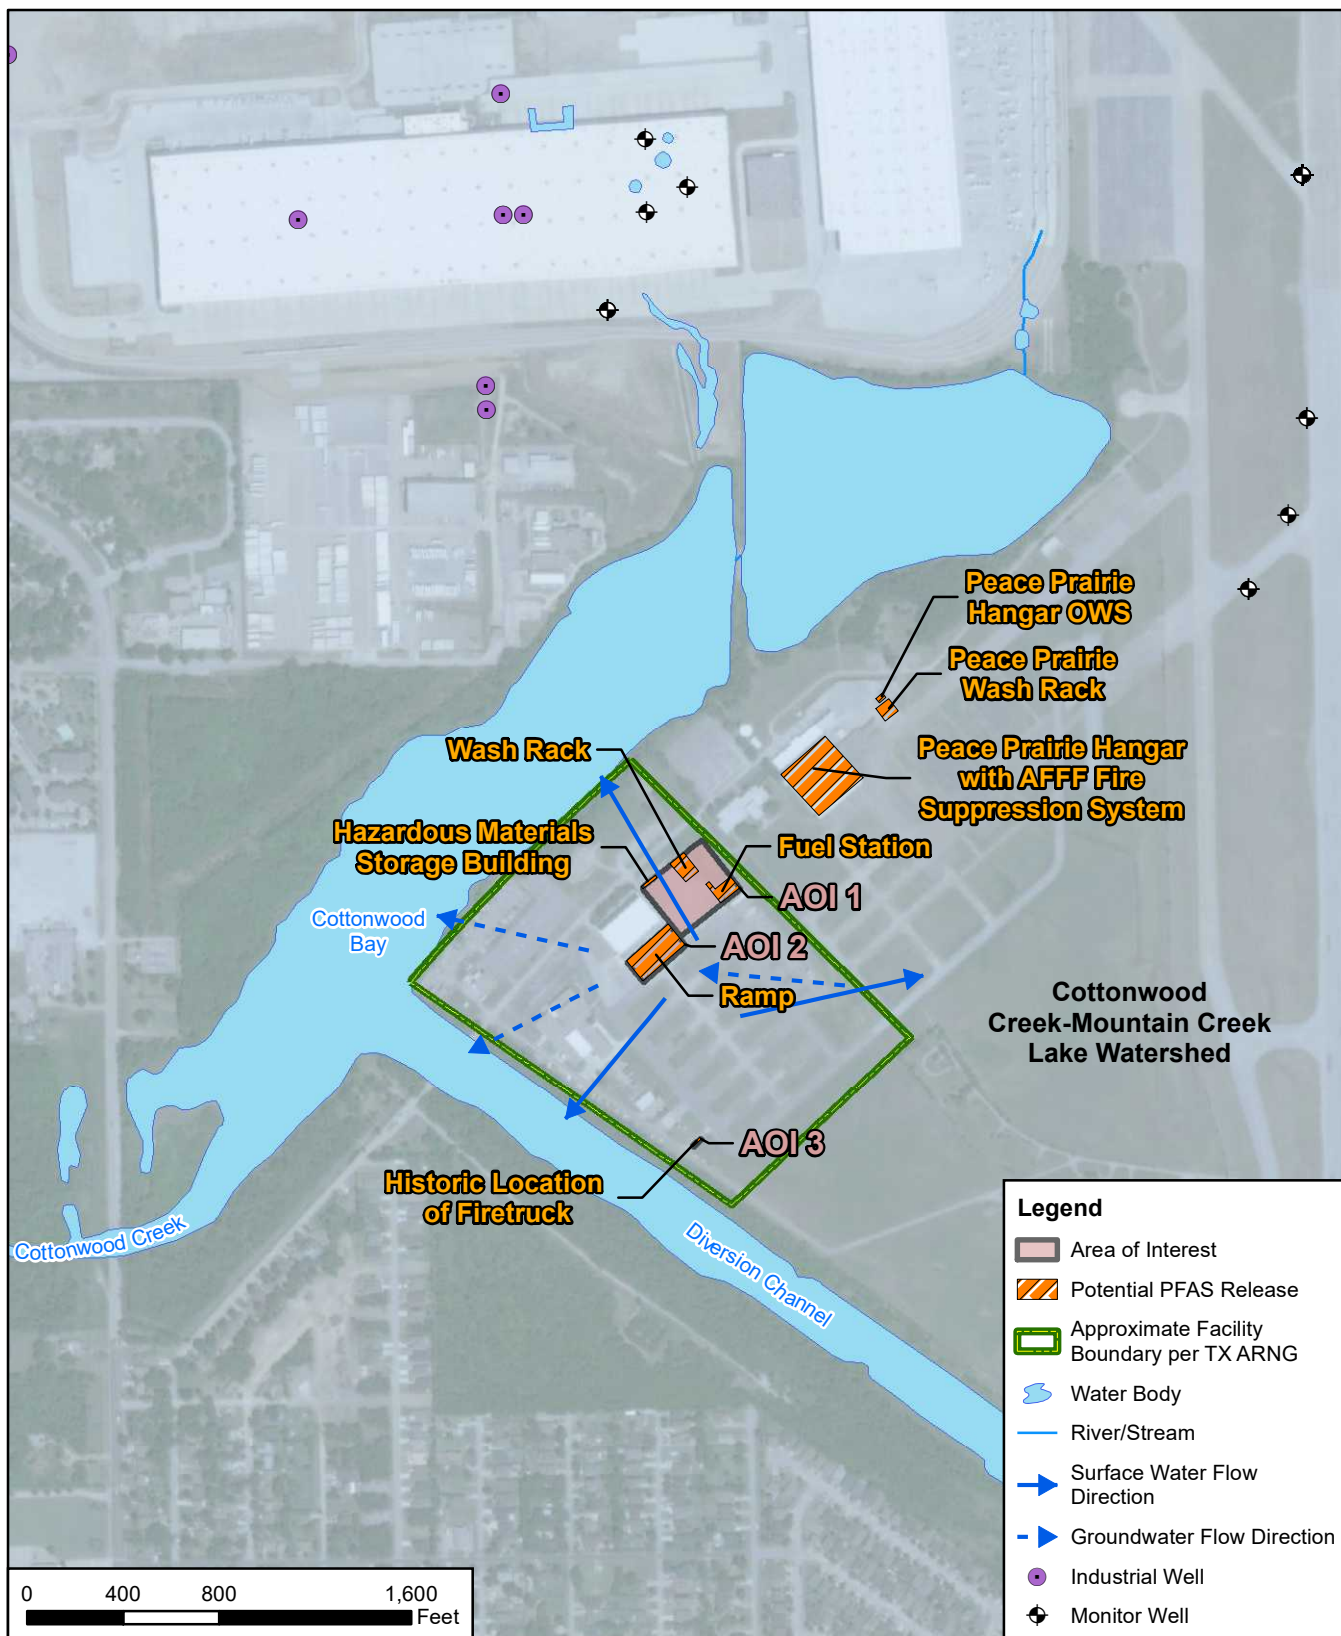 Peace Prairie
Hangar OWS
Peace Prairie
Wash Rack
Wash Rack
Peace Prairie Hangar
with AFFF Fire
Suppression System
Hazardous Materials
Storage Building
Fuel Station
AOI 1
Cottonwood
Bay
AOI 2
Ramp
Cottonwood
Creek-Mountain Creek
Lake Watershed
AOI 3
Historic Location
of Firetruck
Cottonwood Creek
Diversion Channel
Legend
Area of Interest
Potential PFAS Release
Approximate Facility
Boundary per TX ARNG
Water Body
River/Stream
Surface Water Flow
Direction
Groundwater Flow Direction
Industrial Well
Monitor Well
0 400 800 1,600
Feet